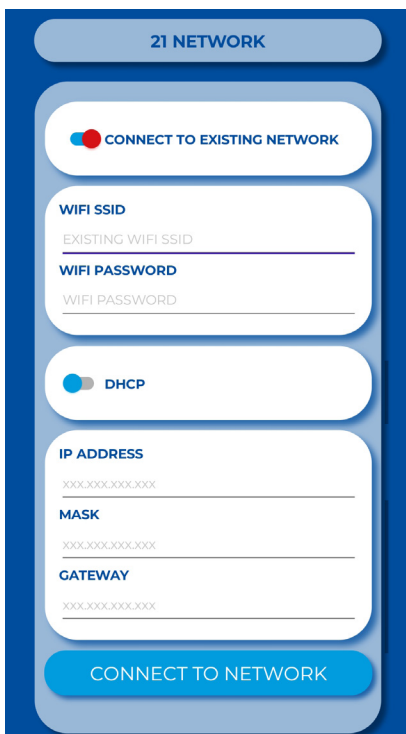 21 NETWORK
CONNECT TO EXISTING NETWORK
WIFI SSID
EXISTING WIFI SSID
WIFI PASSWORD
WIFI PASSWORD
DHCP
IP ADDRESS
xxx.xxx.xxx.xxx
MASK
xxx.xxx.xxx.xxx
GATEWAY
xxx.xxx.xxx.xxx
CONNECT TO NETWORK